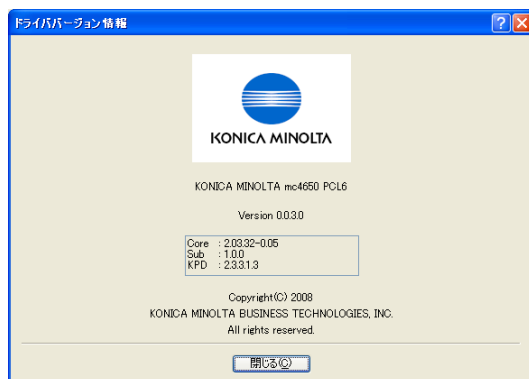 ドライババージョン情報
KONICA MINOLTA
KONICA MINOLTA mc4650 PCL6
Version 0.0.3.0
Core : 2.03.32-0.05
Sub : 1.0.0
KPD : 2.3.3.1.3
Copyright(C) 2008
KONICA MINOLTA BUSINESS TECHNOLOGIES, INC.
All rights reserved.
閉じる(C)